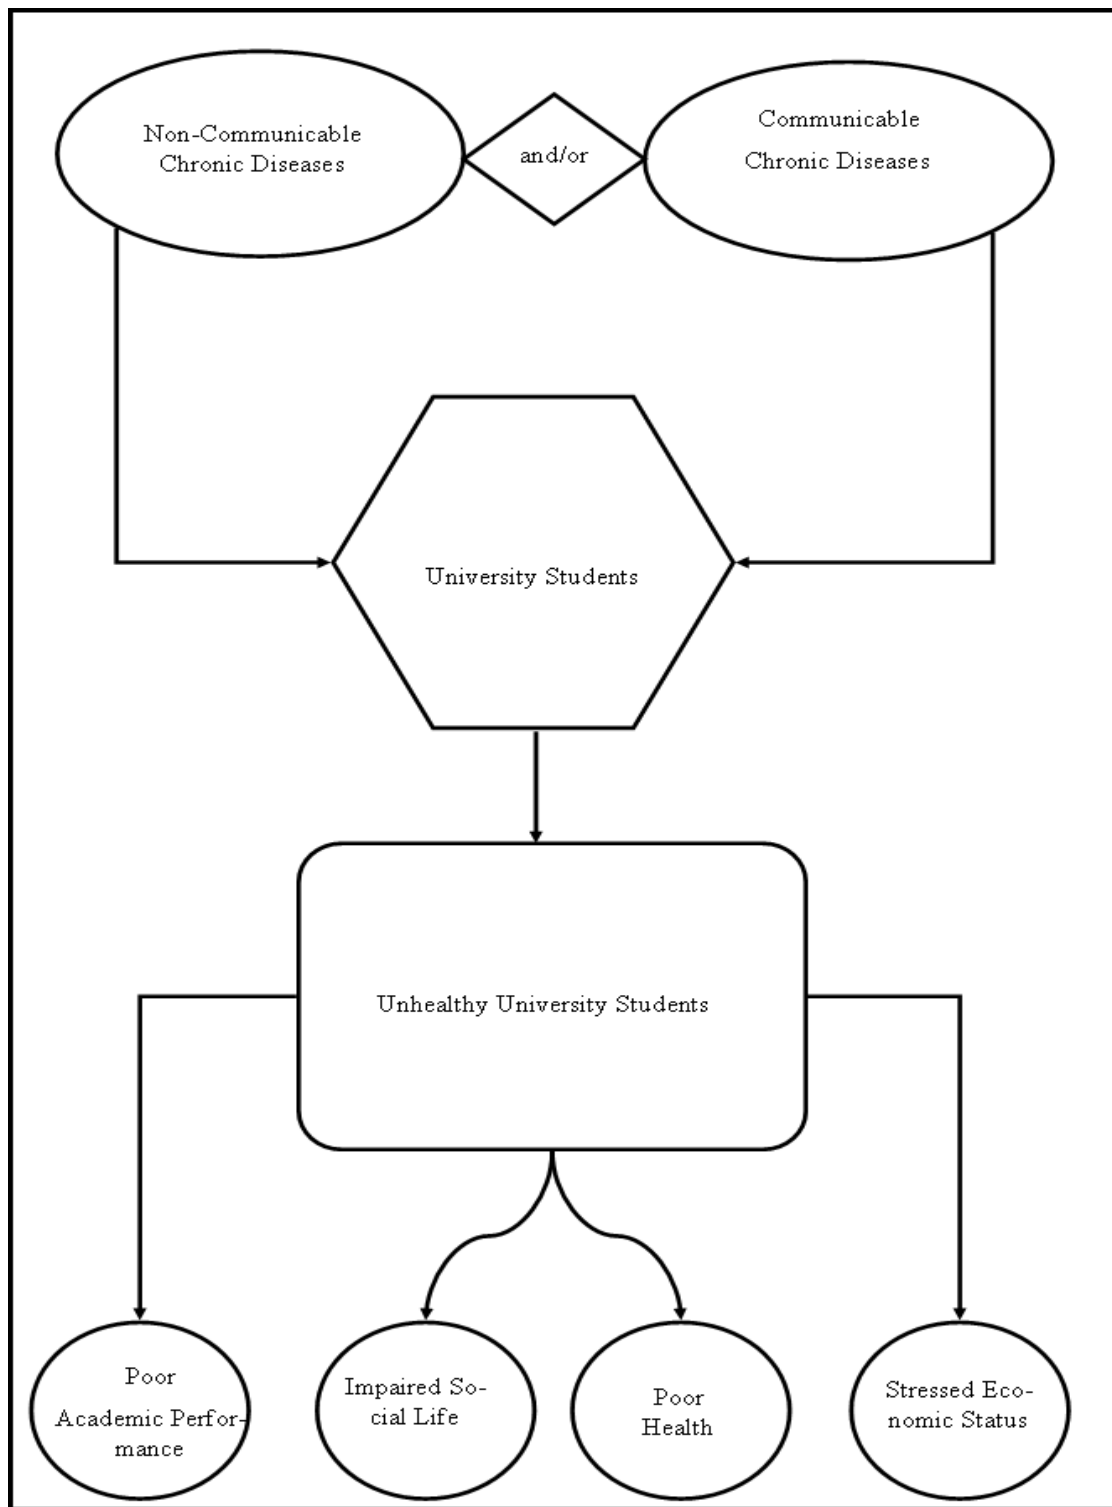 Non-Communicable
Chronic Diseases
and/or
Communicable
Chronic Diseases
University Students
Unhealthy University Students
Poor
Academic Perfor-
mance
Impaired So-
cial Life
Poor
Health
Stressed Eco-
nomic Status